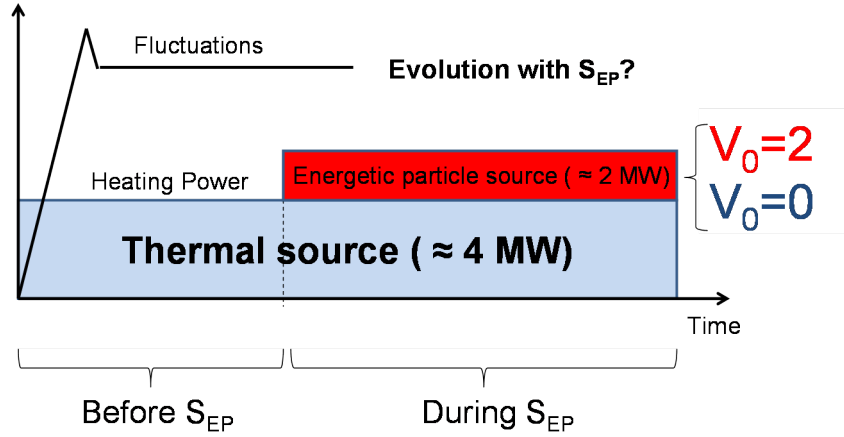 Fluctuations
Evolution with S_EP?
Heating Power
Energetic particle source ( ≈ 2 MW)
V_0=2
V_0=0
Thermal source ( ≈ 4 MW)
Time
Before S_EP
During S_EP